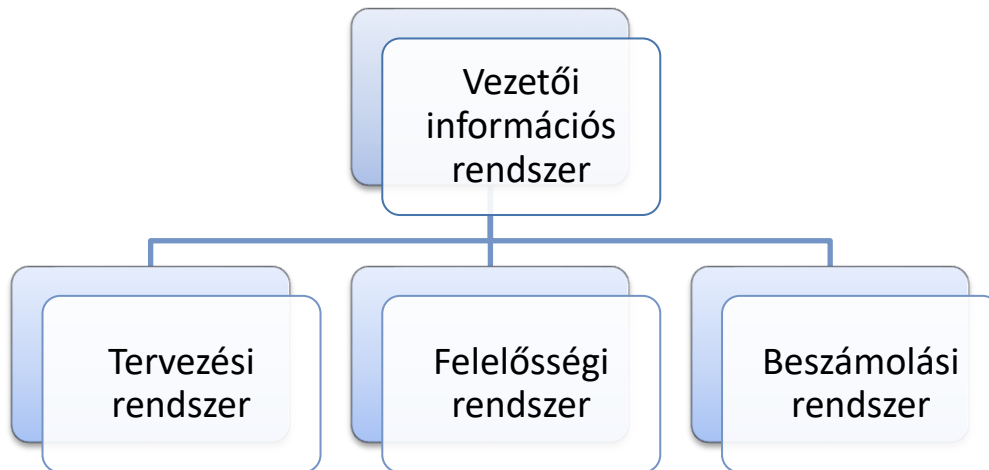 Vezetői
információs
rendszer
Tervezési
rendszer
Felelősségi
rendszer
Beszámolási
rendszer